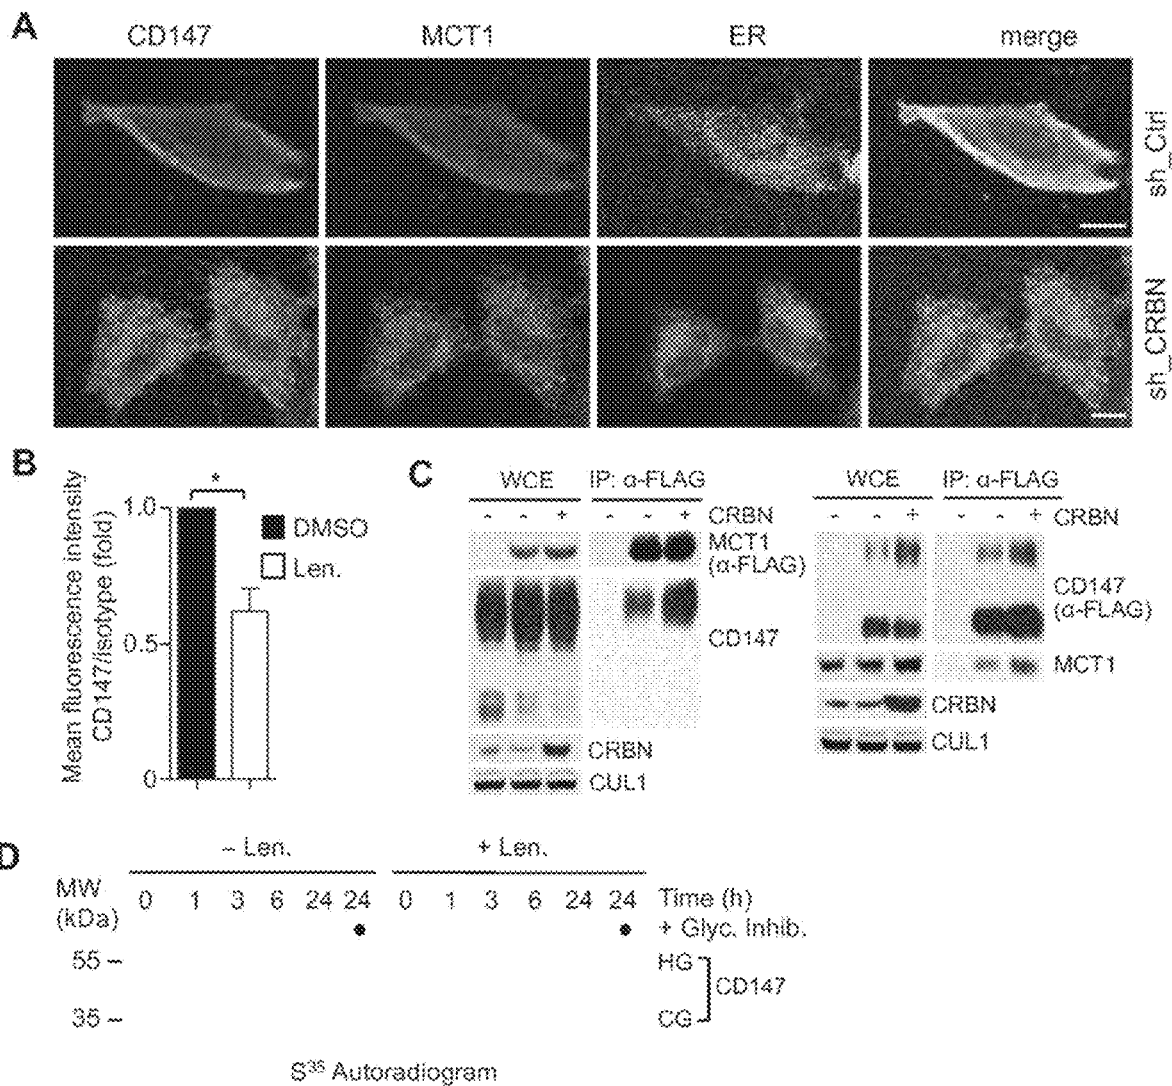 A
CD147 MCT1 ER merge
sh_Ctrl
sh_CRBN
B
Mean fluorescence intensity
CD147/isotype (fold)
1.0
0.5
0
*
DMSO
Len.
C
WCE IP: α-FLAG
- - + - - + CRBN
MCT1
(α-FLAG)
CD147
CRBN
CUL1
WCE IP: α-FLAG
- - + - - + CRBN
CD147
(α-FLAG)
MCT1
CRBN
CUL1
D
– Len. + Len.
MW
(kDa)
0 1 3 6 24 24 0 1 3 6 24 24 Time (h)
• • + Glyc. Inhib.
55 – HG
CD147
35 – CG
S³⁵ Autoradiogram